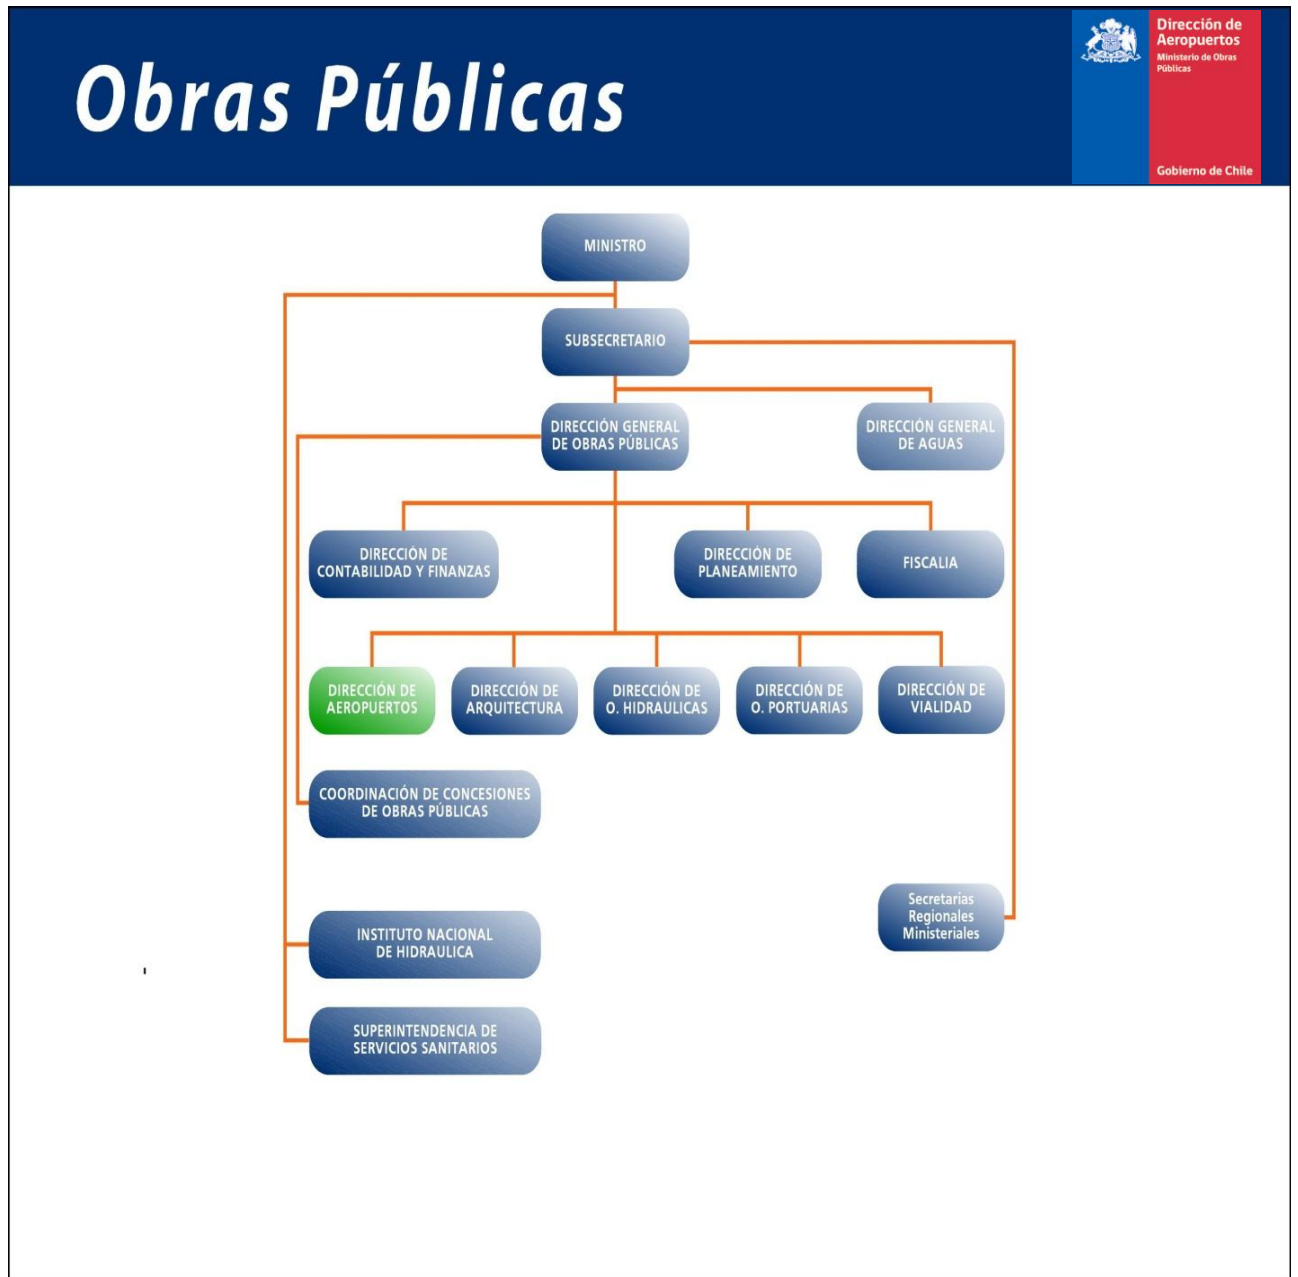 Obras Públicas
Dirección de
Aeropuertos
Ministerio de Obras
Públicas
Gobierno de Chile
MINISTRO
SUBSECRETARIO
DIRECCIÓN GENERAL
DE OBRAS PÚBLICAS
DIRECCIÓN GENERAL
DE AGUAS
DIRECCIÓN DE
CONTABILIDAD Y FINANZAS
DIRECCIÓN DE
PLANEAMIENTO
FISCALIA
DIRECCIÓN DE
AEROPUERTOS
DIRECCIÓN DE
ARQUITECTURA
DIRECCIÓN DE
O. HIDRAULICAS
DIRECCIÓN DE
O. PORTUARIAS
DIRECCIÓN DE
VIALIDAD
COORDINACIÓN DE CONCESIONES
DE OBRAS PÚBLICAS
Secretarias
Regionales
Ministeriales
INSTITUTO NACIONAL
DE HIDRAULICA
SUPERINTENDENCIA DE
SERVICIOS SANITARIOS